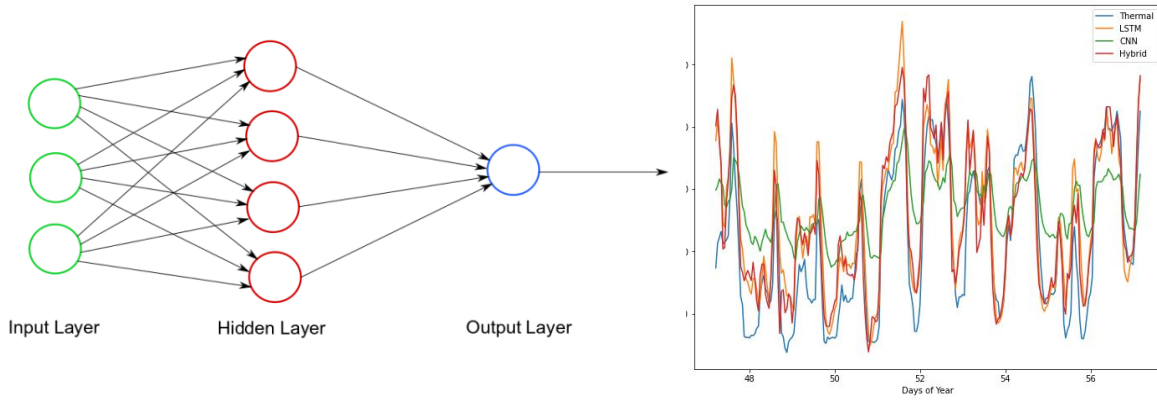 Input Layer
Hidden Layer
Output Layer
Thermal
LSTM
CNN
Hybrid
48
50
52
54
56
Days of Year